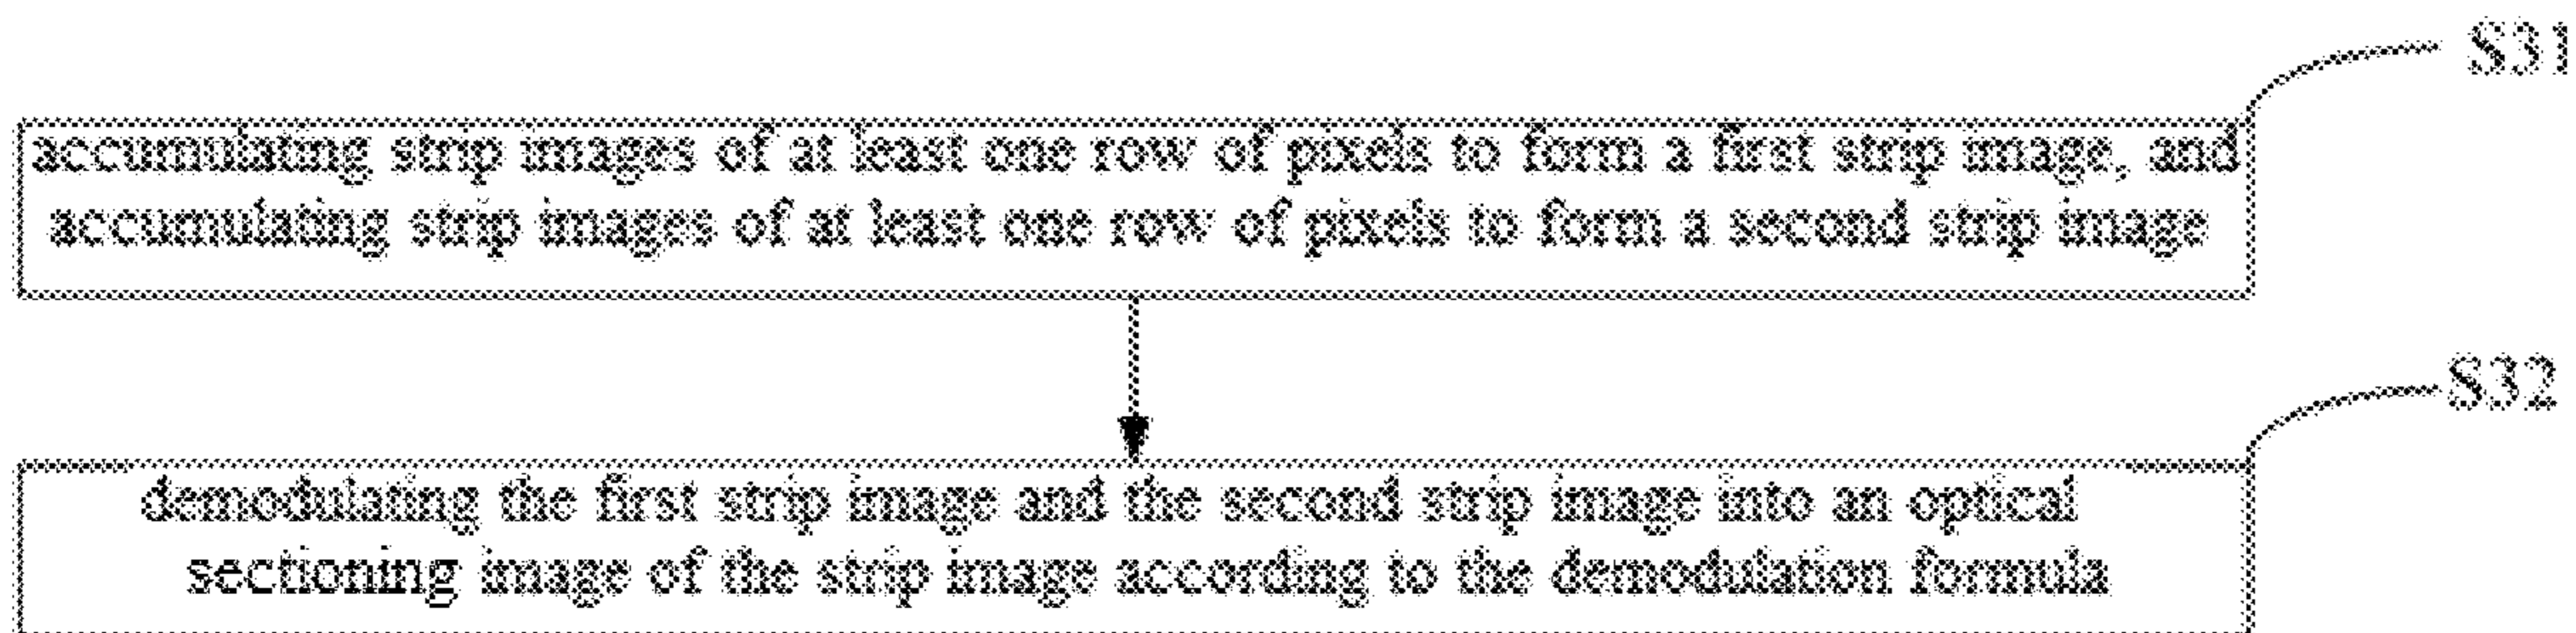 S31
accumulating strip images of at least one row of pixels to form a first strip image, and
accumulating strip images of at least one row of pixels to form a second strip image
S32
demodulating the first strip image and the second strip image into an optical
sectioning image of the strip image according to the demodulation formula